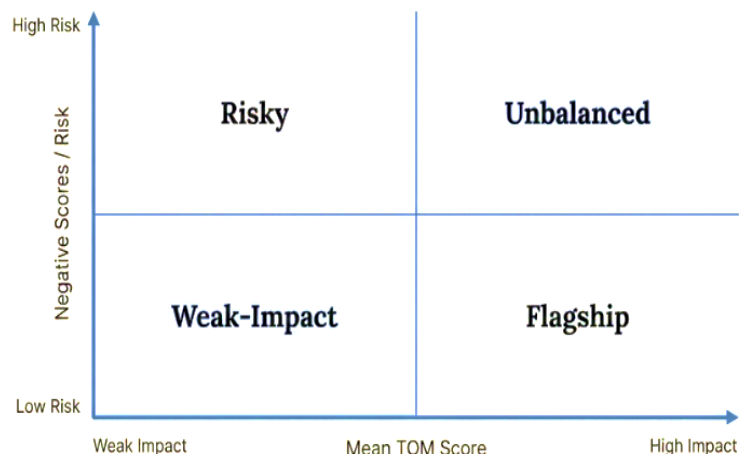 High Risk
Negative Scores / Risk
Risky
Unbalanced
Weak-Impact
Flagship
Low Risk
Weak Impact
Mean TOM Score
High Impact